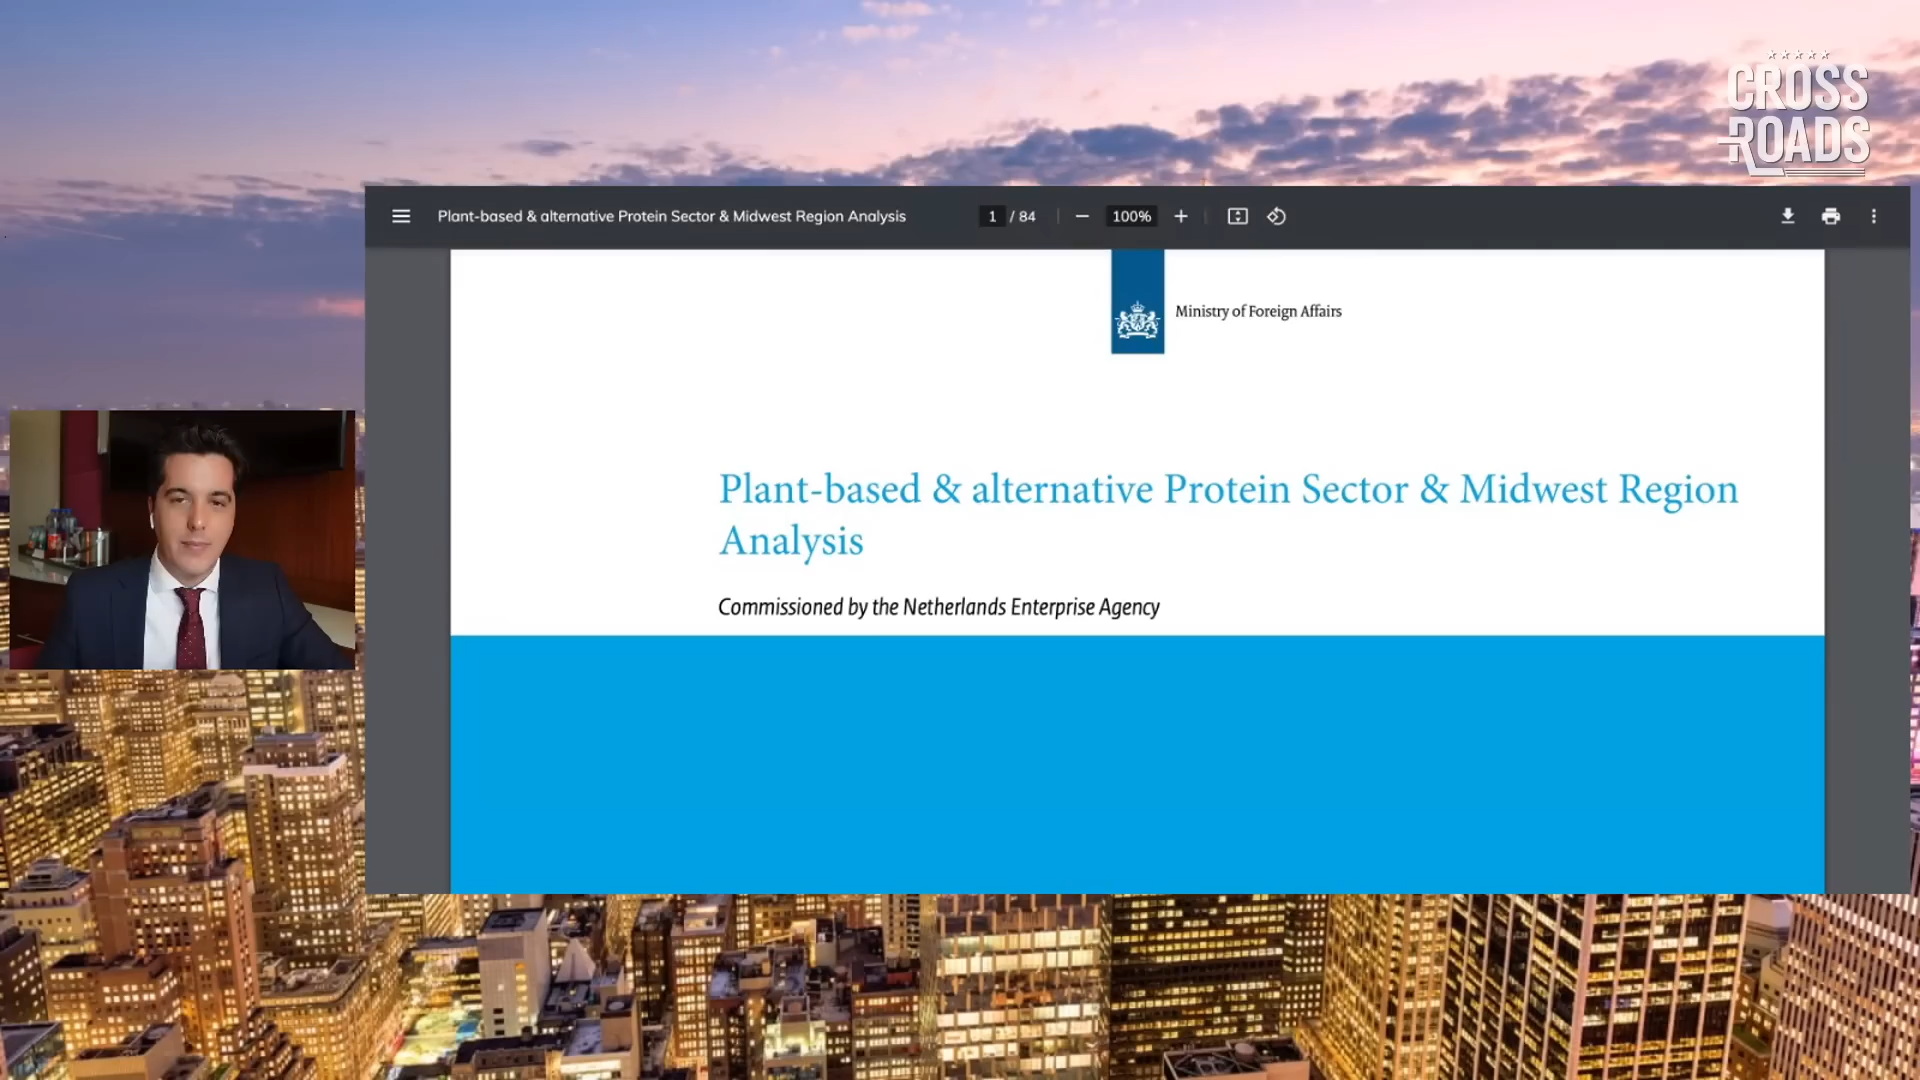 CROSS
ROADS
Plant-based & alternative Protein Sector & Midwest Region Analysis
1 / 84
100%
Ministry of Foreign Affairs
Plant-based & alternative Protein Sector & Midwest Region
Analysis
Commissioned by the Netherlands Enterprise Agency